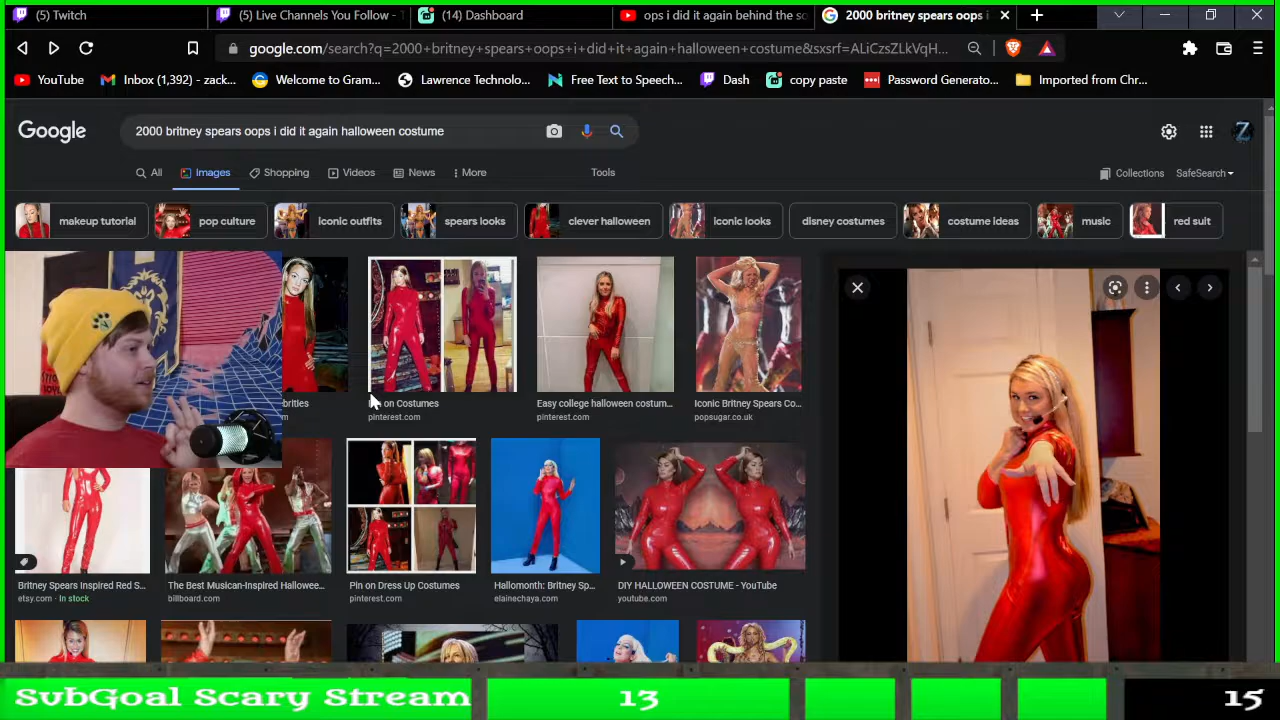 (5) Twitch
(5) Live Channels You Follow -
(14) Dashboard
ops i did it again behind the so
2000 britney spears oops i
google.com/search?q=2000+britney+spears+oops+i+did+it+again+halloween+costume&sxsrf=ALiCzsZLkVqH...
YouTube
Inbox (1,392) - zack...
Welcome to Gram...
Lawrence Technolo...
Free Text to Speech...
Dash
copy paste
Password Generato...
Imported from Chr...
Google
2000 britney spears oops i did it again halloween costume
Z
All
Images
Shopping
Videos
News
More
Tools
Collections
SafeSearch
makeup tutorial
pop culture
iconic outfits
spears looks
clever halloween
iconic looks
disney costumes
costume ideas
music
red suit
ebrities
m
on Costumes
pinterest.com
Easy college halloween costum...
pinterest.com
Iconic Britney Spears Co...
popsugar.co.uk
Britney Spears Inspired Red S...
etsy.com · In stock
The Best Musican-Inspired Hallowee...
billboard.com
Pin on Dress Up Costumes
pinterest.com
Hallomonth: Britney Sp...
elainechaya.com
DIY HALLOWEEN COSTUME - YouTube
youtube.com
SubGoal Scary Stream
13
15